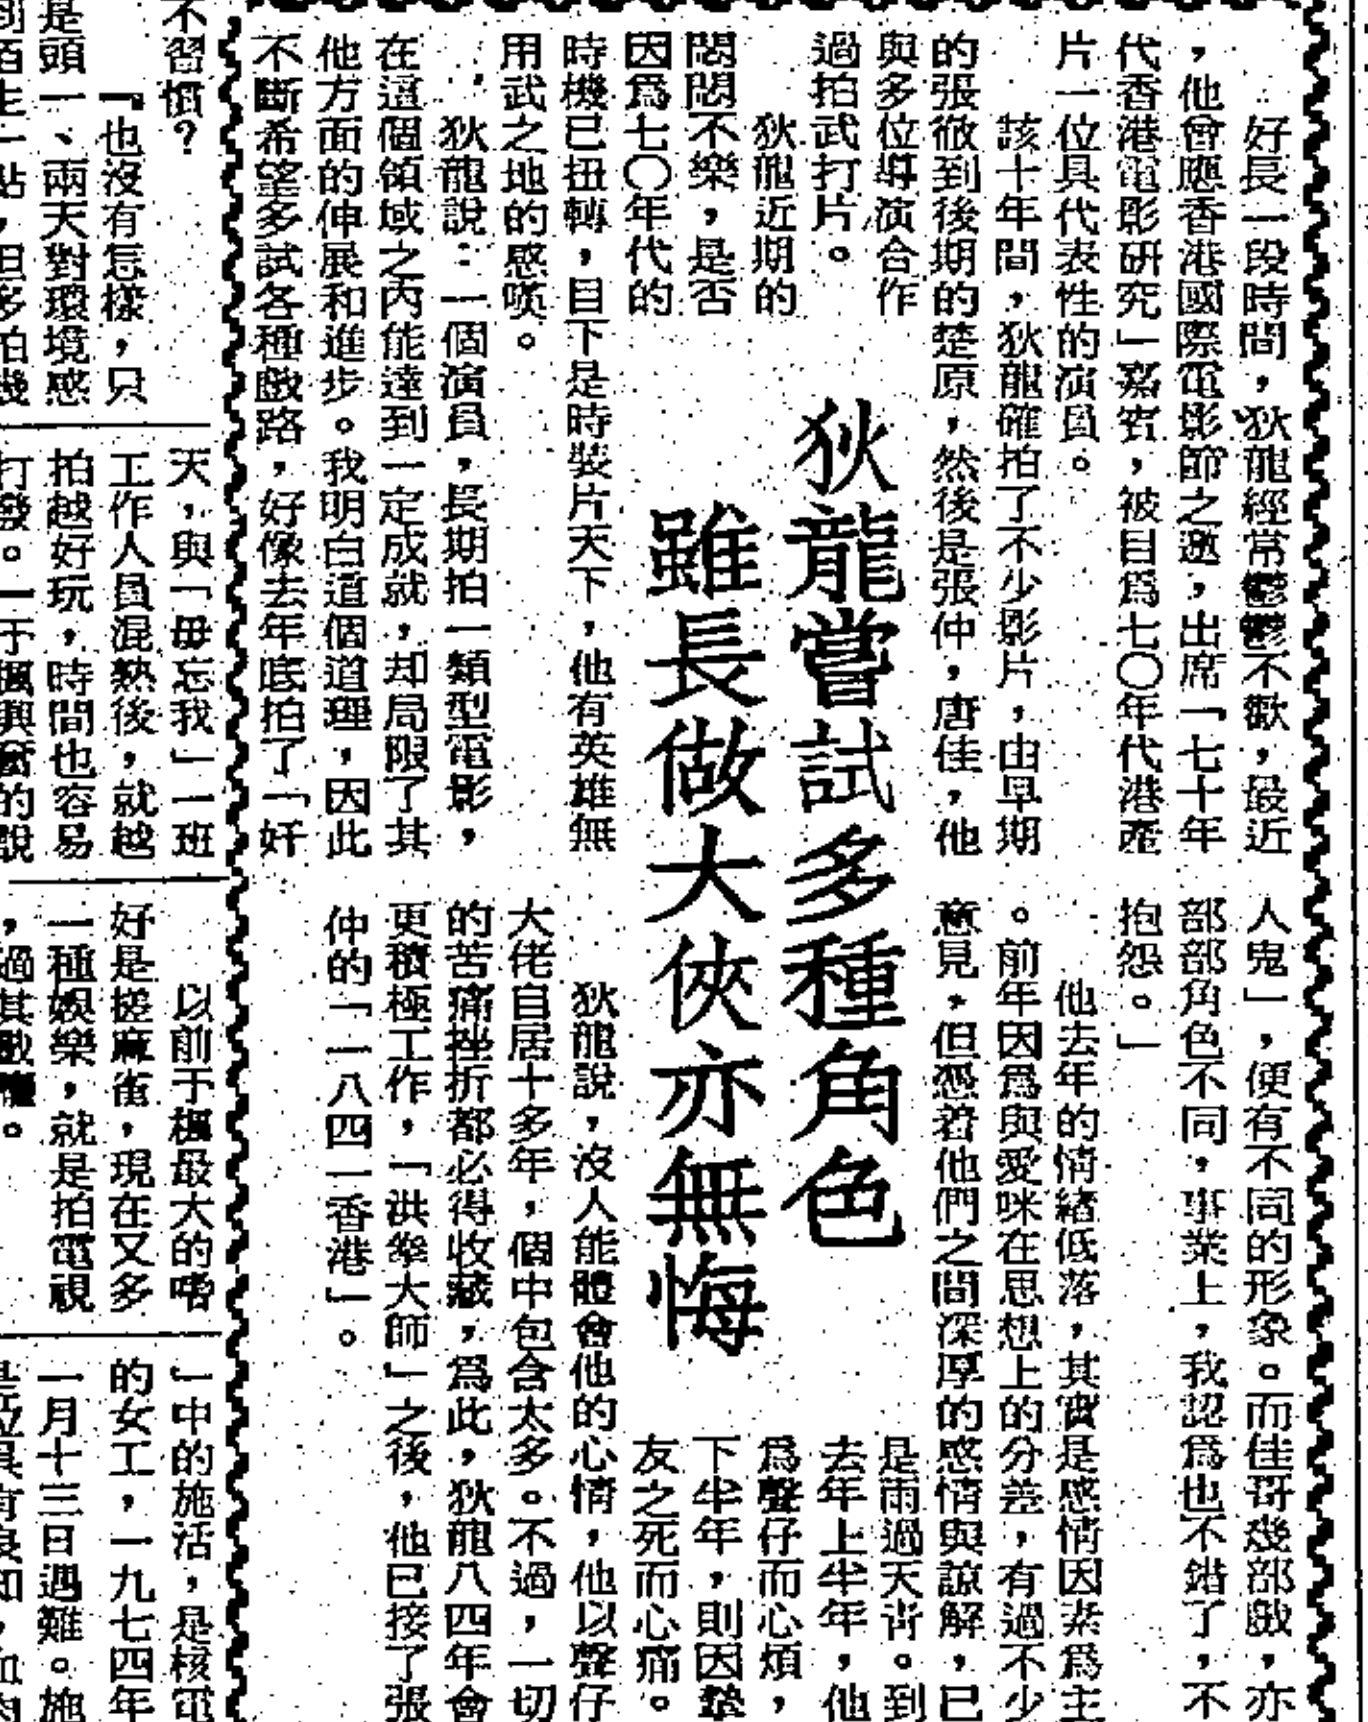 狄龍嘗試多種角色
雖長做大俠亦無悔
好長一段時間，狄龍經常鬱鬱不歡，最近
，他曾應香港國際電影節之邀，出席「七十年
代香港電影研究」嘉賓，被目爲七〇年代港產
片一位具代表性的演員。
該十年間，狄龍確拍了不少影片，由早期
的張徹到後期的楚原，然後是張仲，唐佳，他
與多位導演合作
過拍武打片。
狄龍近期的
悶悶不樂，是否
因爲七〇年代的
時機已扭轉，目下是時裝片天下，他有英雄無
用武之地的感嘆。
狄龍說：一個演員，長期拍一類型電影，
在這個領域之內能達到一定成就，却局限了其
他方面的伸展和進步。我明白這個道理，因此
不斷希望多試各種戲路，好像去年底拍了「奸
人鬼」，便有不同的形象。而佳哥幾部戲，亦
部部角色不同，事業上，我認爲也不錯了，不
抱怨。」
他去年的情緒低落，其實是感情因素爲主
。前年因爲與愛咪在思想上的分差，有過不少
意見，但憑着他們之間深厚的感情與諒解，已
是雨過天青。到
去年上半年，他
爲聲仔而心煩，
下半年，則因摯
友之死而心痛。
狄龍說，沒人能體會他的心情，他以聲仔
大佬自居十多年，個中包含太多。不過，一切
的苦痛挫折都必得收藏，爲此，狄龍八四年會
更積極工作，「洪拳大師」之後，他已接了張
仲的「一八四一香港」。
不習慣？
「也沒有怎樣，只
是頭一、兩天對環境感
到陌生一點，但多拍幾
天，與「毋忘我」一班
工作人員混熟後，就越
拍越好玩，時間也容易
打發。」于楓興奮的說
以前于楓最大的嗜
好是搓麻雀，現在又多
一種娛樂，就是拍電視
，過其戲癮。
」中的施活，是核電
的女工，一九七四年
一月十三日遇難。施